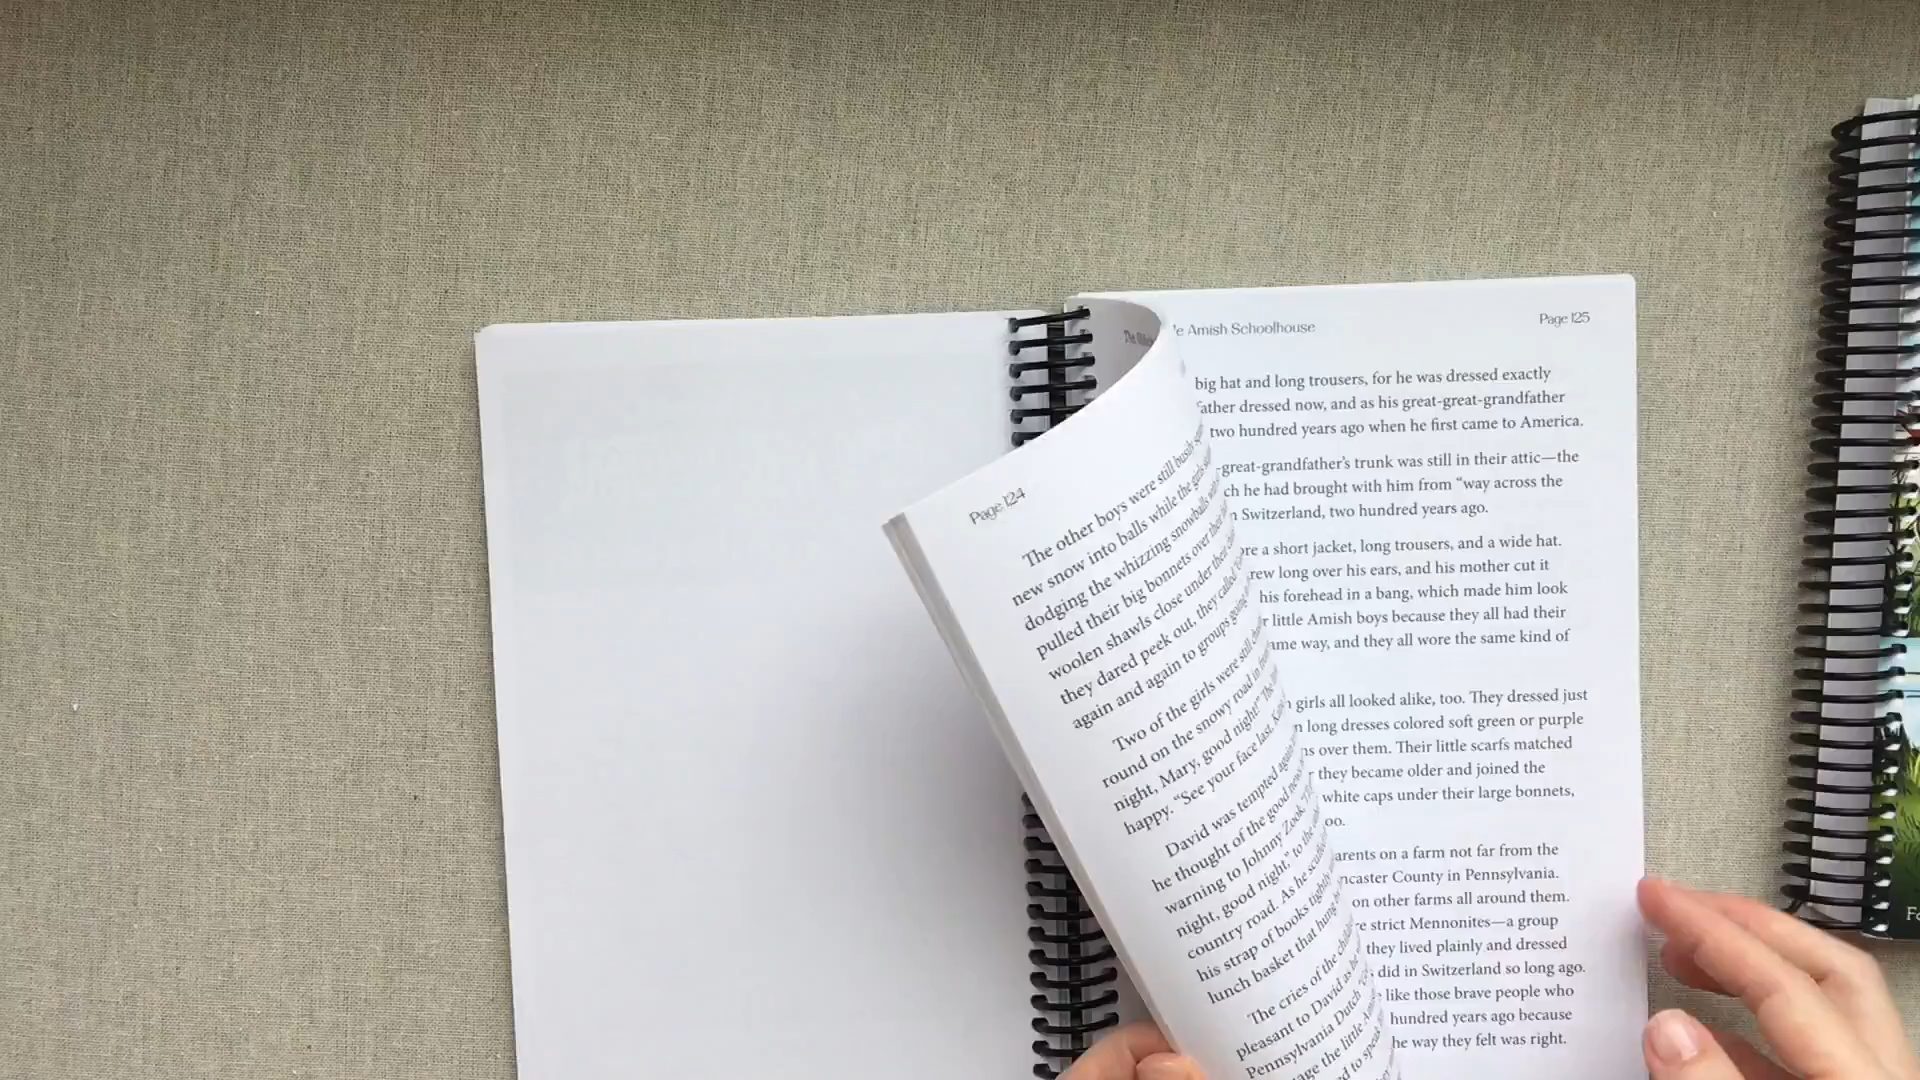 Page 124
The other boys were still busily
new snow into balls while the girls
dodging the whizzing snowballs
pulled their big bonnets over their
woolen shawls close under their
they dared peek out, they called
again and again to groups going
Two of the girls were still
round on the snowy road in
night, Mary, good night!" The
happy. "See your face last, Katie
David was tempted again
he thought of the good news
warning to Johnny Zook,
night, good night," to the
country road. As he scuffed
his strap of books tightly
lunch basket that hung
The cries of the
pleasant to David as he
Pennsylvania Dutch
the little
to speak
e Amish Schoolhouse
Page 125
big hat and long trousers, for he was dressed exactly
ather dressed now, and as his great-great-grandfather
two hundred years ago when he first came to America.
-great-grandfather's trunk was still in their attic—the
ch he had brought with him from "way across the
n Switzerland, two hundred years ago.
ore a short jacket, long trousers, and a wide hat.
rew long over his ears, and his mother cut it
his forehead in a bang, which made him look
r little Amish boys because they all had their
ame way, and they all wore the same kind of
h girls all looked alike, too. They dressed just
n long dresses colored soft green or purple
ns over them. Their little scarfs matched
they became older and joined the
white caps under their large bonnets,
oo.
arents on a farm not far from the
ncaster County in Pennsylvania.
on other farms all around them.
re strict Mennonites—a group
they lived plainly and dressed
did in Switzerland so long ago.
like those brave people who
hundred years ago because
he way they felt was right.